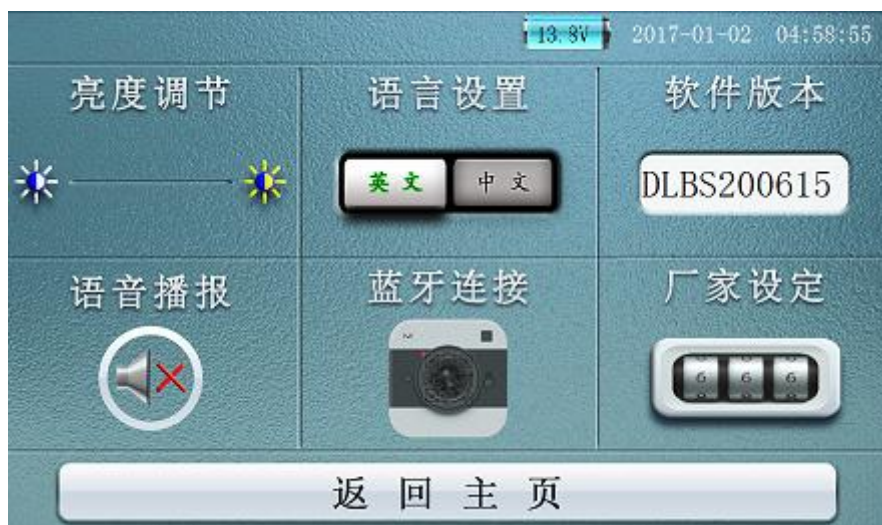 13.8V 2017-01-02 04:58:55
亮度调节 语言设置 软件版本
英文 中文 DLBS200615
语音播报 蓝牙连接 厂家设定
6 6 6
返回主页